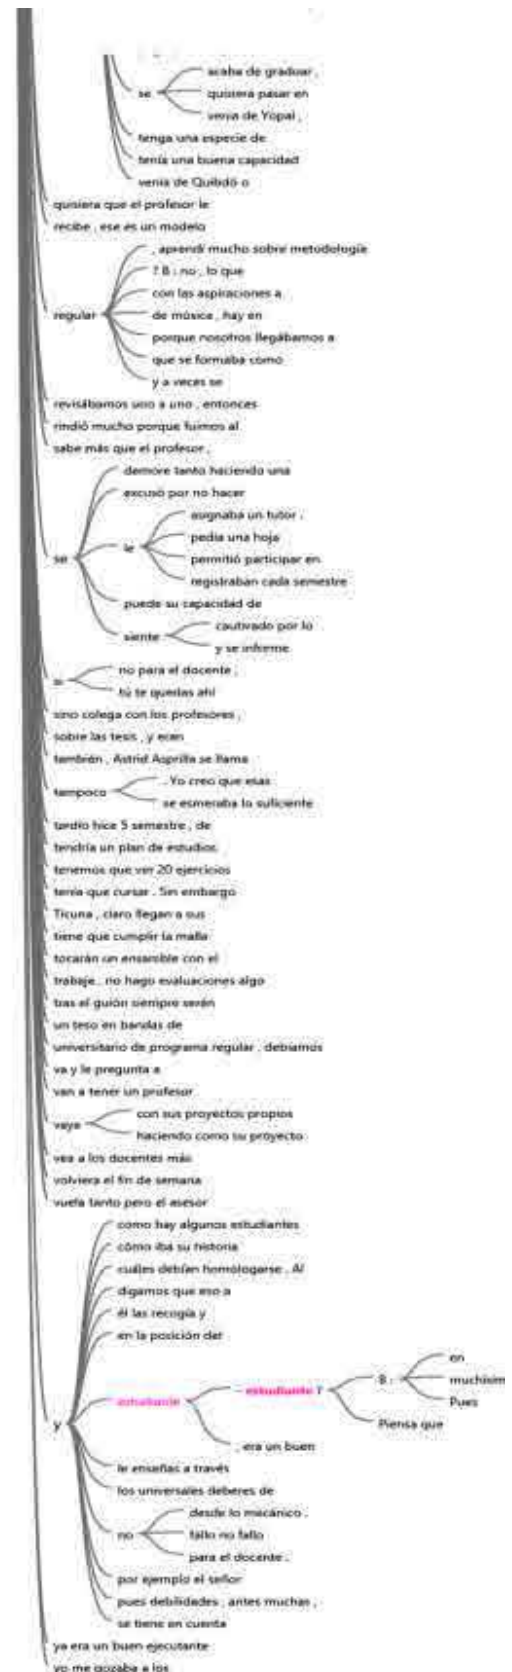 acaba de graduar ,
se
quisiera pasar en
venia de Yopal ,
tenga una especie de
tenía una buena capacidad
venia de Quibdó o
quisiera que el profesor le
recibe , ese es un modelo
, aprendí mucho sobre metodología
? B : no , lo que
con las aspiraciones a
regular
de música , hay en
porque nosotros llegábamos a
que se formaba como
y a veces se
revisábamos uno a uno , entonces
rindió mucho porque fuimos al
sabe más que el profesor ,
demore tanto haciendo una
excusó por no hacer
asignaba un tutor ,
pedía una hoja
se
le
permitió participar en
registraban cada semestre
puede su capacidad de
siente
cautivado por lo
y se informe
no para el docente ,
si
tú te quedas ahí
sino colega con los profesores ,
sobre las tesis , y eran
también , Astrid Asprilla se llama
tampoco
. Yo creo que esas
se esmeraba lo suficiente
tardío hice 5 semestre , de
tendría un plan de estudios
tenemos que ver 20 ejercicios
tenía que cursar . Sin embargo
Ticuna , claro llegan a sus
tiene que cumplir la malla
tocarán un ensamble con el
trabaje , no hago evaluaciones algo
tras el guión siempre serán
un teso en bandas de
universitario de programa regular , debíamos
va y le pregunta a
van a tener un profesor
vaya
con sus proyectos propios
haciendo como su proyecto
vea a los docentes más
volviera el fin de semana
vuela tanto pero el asesor
como hay algunos estudiantes
cómo iba su historia
cuáles debían homologarse . Al
digamos que eso a
él las recogía y
en la posición del
estudiante
- estudiante ?
B :
en
muchísim
Pues
Piensa que
, era un buen
y
le enseñas a través
los universales deberes de
no
desde lo mecánico ,
fallo no fallo
para el docente ,
por ejemplo el señor
pues debilidades , antes muchas ,
se tiene en cuenta
ya era un buen ejecutante
yo me gozaba a los